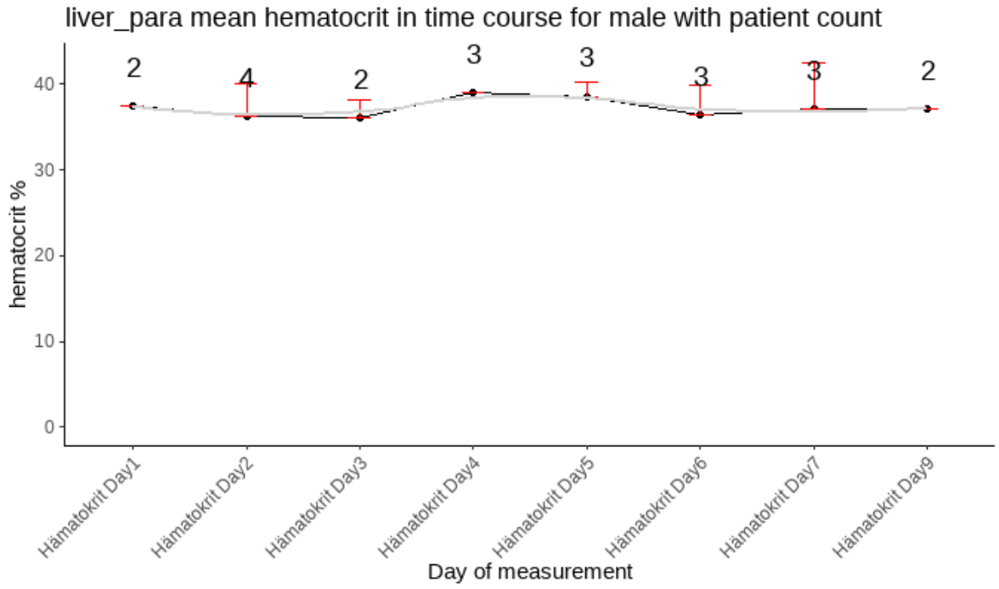 liver_para mean hematocrit in time course for male with patient count
2 4 2 3 3 3 3 2
hematocrit %
40
30
20
10
0
Hämatokrit Day1
Hämatokrit Day2
Hämatokrit Day3
Hämatokrit Day4
Hämatokrit Day5
Hämatokrit Day6
Hämatokrit Day7
Hämatokrit Day9
Day of measurement